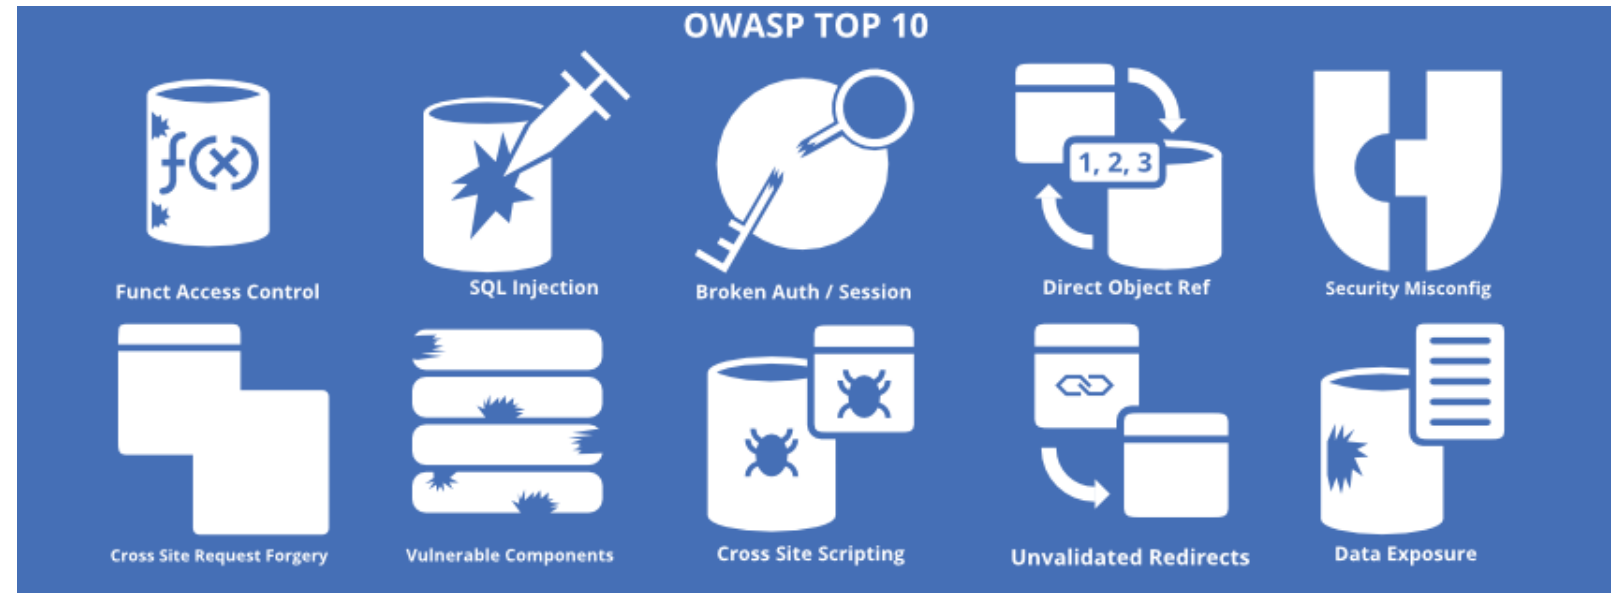 OWASP TOP 10
f(x)
1, 2, 3
Funct Access Control
SQL Injection
Broken Auth / Session
Direct Object Ref
Security Misconfig
Cross Site Request Forgery
Vulnerable Components
Cross Site Scripting
Unvalidated Redirects
Data Exposure